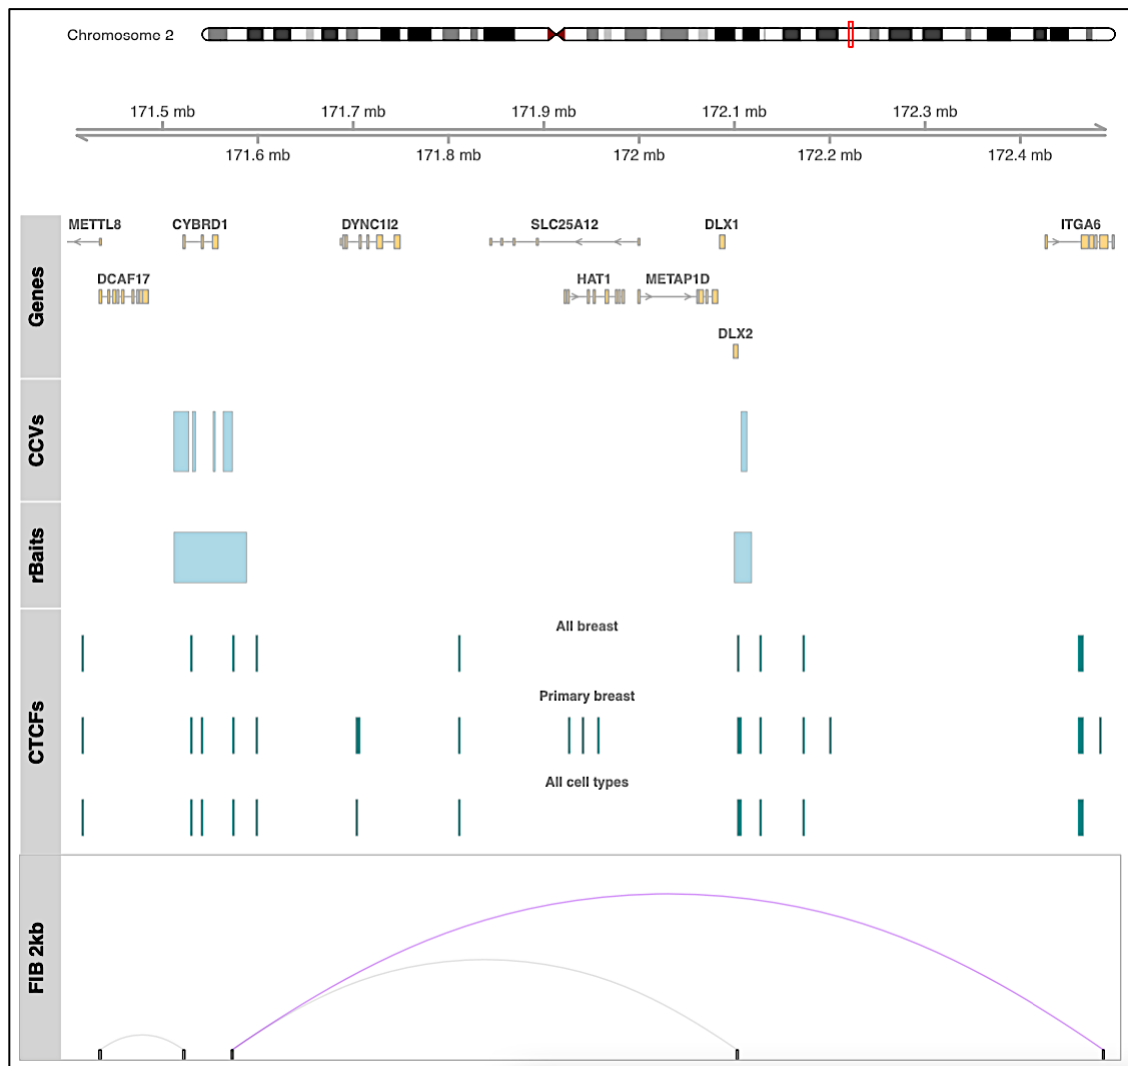 Chromosome 2
171.5 mb 171.7 mb 171.9 mb 172.1 mb 172.3 mb
171.6 mb 171.8 mb 172 mb 172.2 mb 172.4 mb
Genes
METTL8 CYBRD1 DYNC1I2 SLC25A12 DLX1 ITGA6
DCAF17 HAT1 METAP1D
DLX2
CCVs
rBaits
CTCFs
All breast
Primary breast
All cell types
FIB 2kb